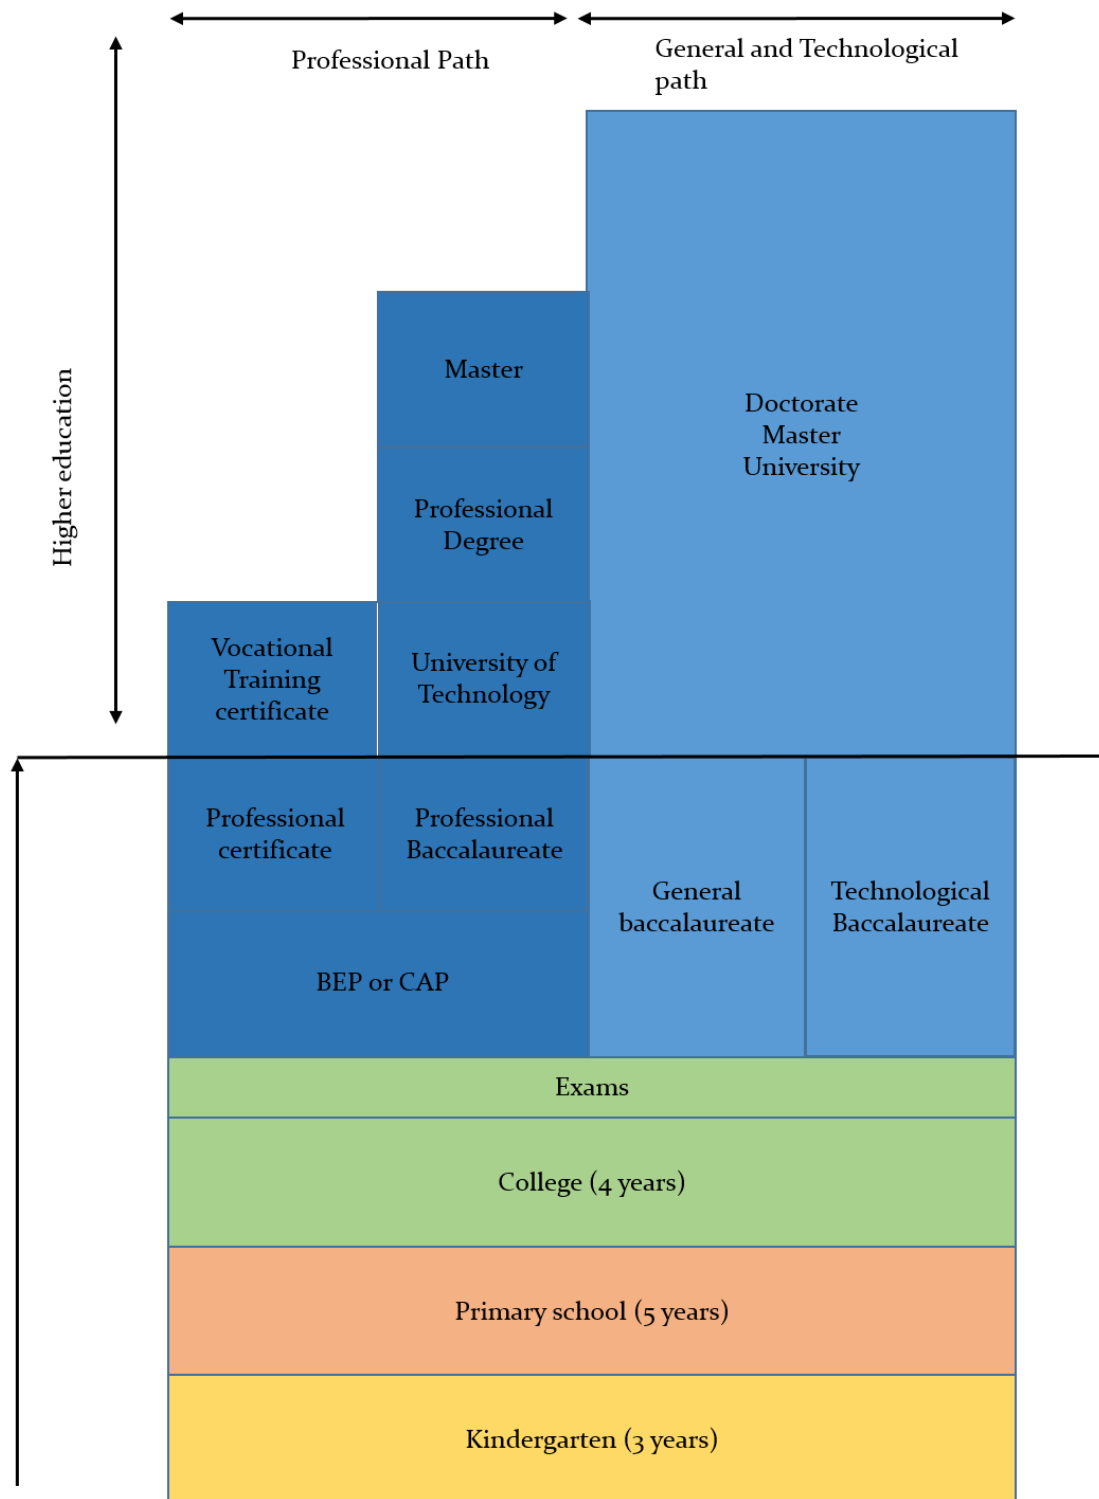 Professional Path
General and Technological
path
Higher education
Master
Doctorate
Master
University
Professional
Degree
Vocational
Training
certificate
University of
Technology
Professional
certificate
Professional
Baccalaureate
General
baccalaureate
Technological
Baccalaureate
BEP or CAP
Exams
College (4 years)
Primary school (5 years)
Kindergarten (3 years)